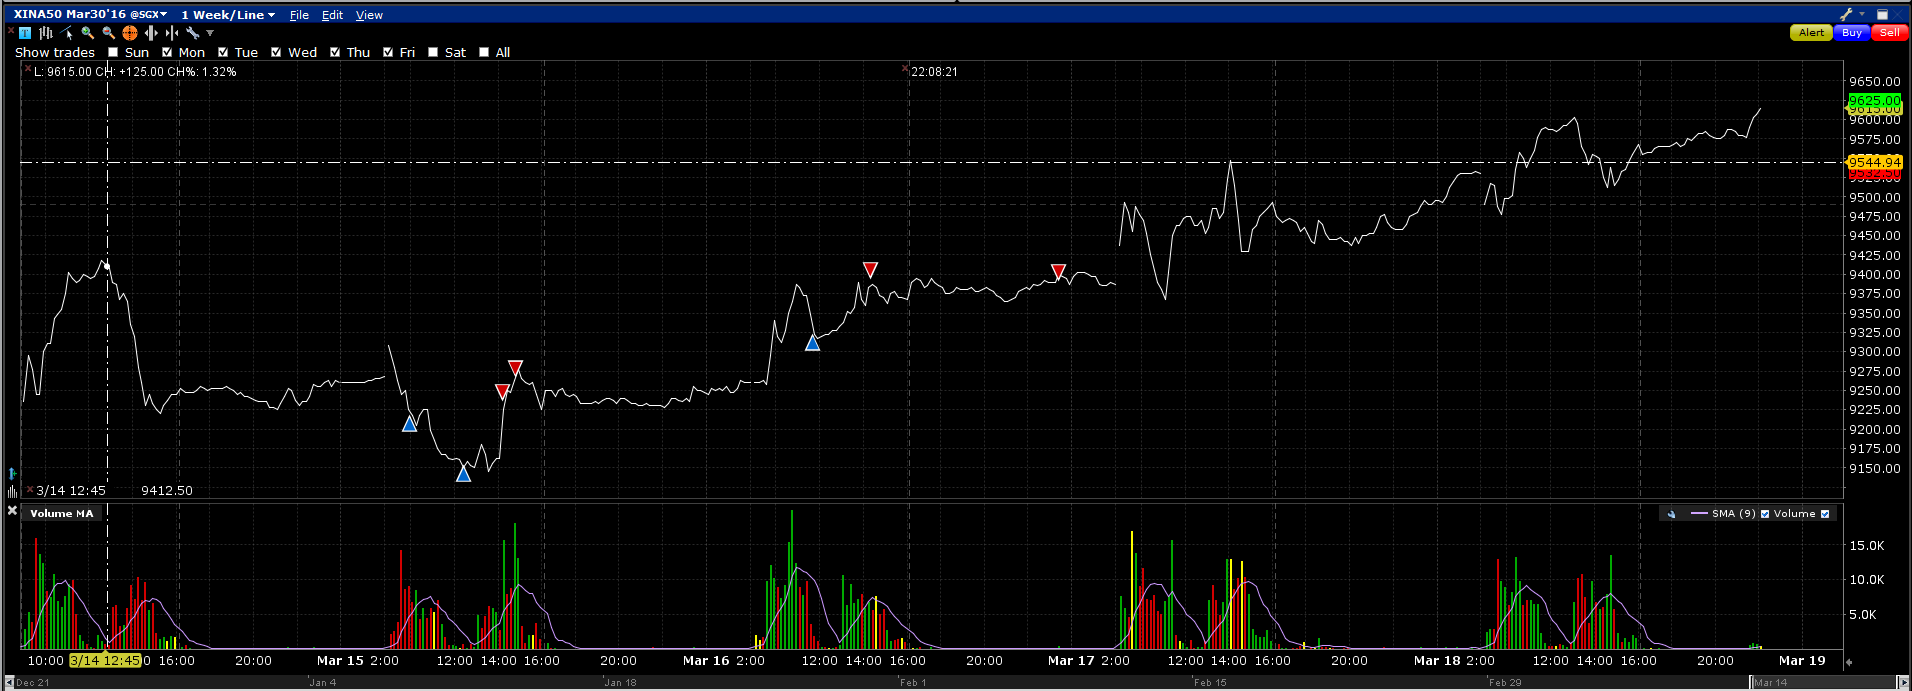 XINA50 Mar30'16 @SGX 1 Week/Line File Edit View
Alert Buy Sell
Show trades Sun Mon Tue Wed Thu Fri Sat All
L: 9615.00 CH: +125.00 CH%: 1.32% 22:08:21
9650.00
9625.00
9615.00
9600.00
9575.00
9544.94
9525.00
9500.00
9475.00
9450.00
9425.00
9400.00
9375.00
9350.00
9325.00
9300.00
9275.00
9250.00
9225.00
9200.00
9175.00
9150.00
3/14 12:45 9412.50
Volume MA SMA (9) Volume
15.0K
10.0K
5.0K
10:00 3/14 12:45 0 16:00 20:00 Mar 15 2:00 12:00 14:00 16:00 20:00 Mar 16 2:00 12:00 14:00 16:00 20:00 Mar 17 2:00 12:00 14:00 16:00 20:00 Mar 18 2:00 12:00 14:00 16:00 20:00 Mar 19
Dec 21 Jan 4 Jan 18 Feb 1 Feb 15 Feb 29 Mar 14